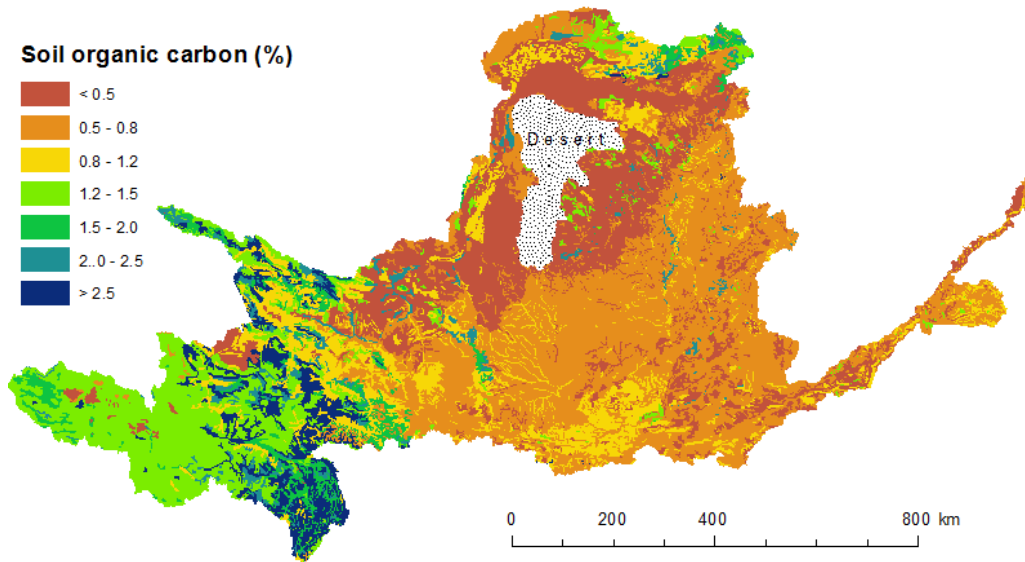 Soil organic carbon (%)
< 0.5
0.5 - 0.8
0.8 - 1.2
1.2 - 1.5
1.5 - 2.0
2..0 - 2.5
> 2.5
Desert
0 200 400 800 km